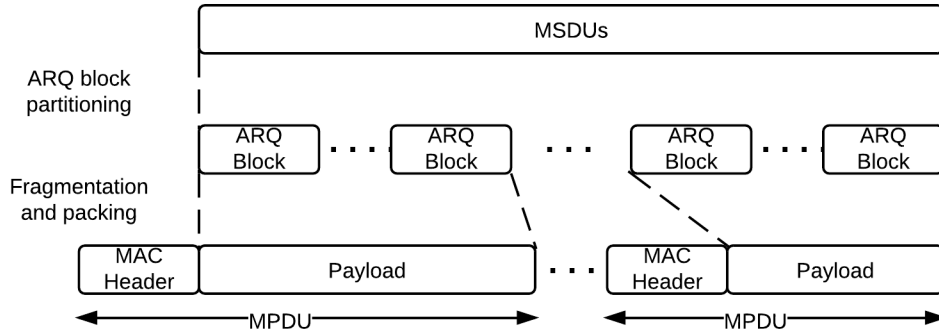 MSDUs
ARQ block
partitioning
ARQ
Block
ARQ
Block
ARQ
Block
ARQ
Block
Fragmentation
and packing
MAC
Header
Payload
MAC
Header
Payload
MPDU
MPDU